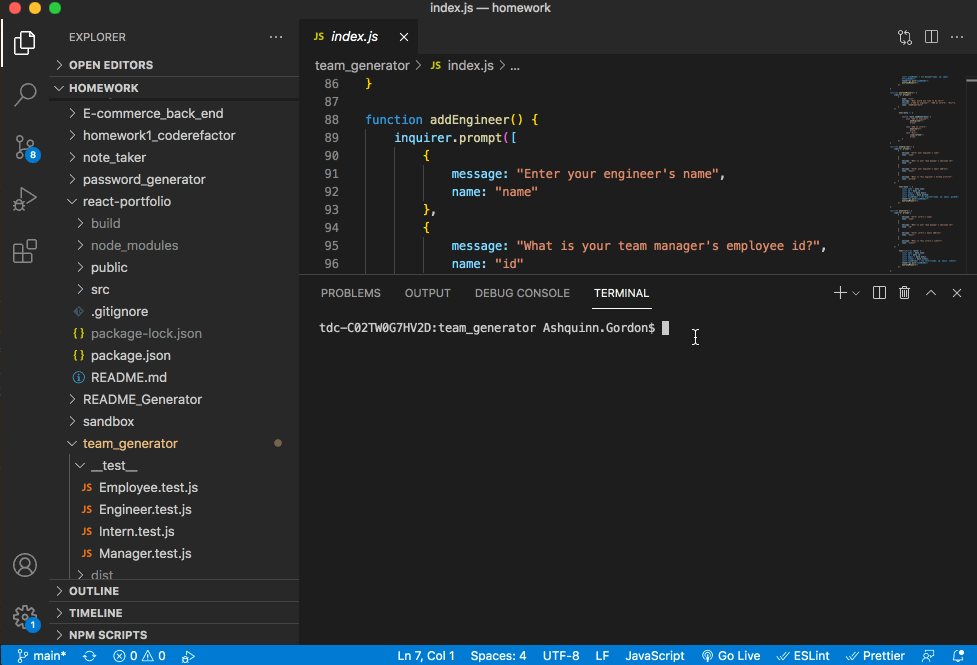 index.js — homework
EXPLORER
OPEN EDITORS
HOMEWORK
E-commerce_back_end
homework1_coderefactor
note_taker
password_generator
react-portfolio
build
node_modules
public
src
.gitignore
{} package-lock.json
{} package.json
README.md
README_Generator
sandbox
team_generator
__test__
JS Employee.test.js
JS Engineer.test.js
JS Intern.test.js
JS Manager.test.js
dist
OUTLINE
TIMELINE
NPM SCRIPTS
8
1
JS index.js
team_generator > JS index.js > ...
86 }
87
88 function addEngineer() {
89 inquirer.prompt([
90 {
91 message: "Enter your engineer's name",
92 name: "name"
93 },
94 {
95 message: "What is your team manager's employee id?",
96 name: "id"
PROBLEMS OUTPUT DEBUG CONSOLE TERMINAL
tdc-C02TW0G7HV2D:team_generator Ashquinn.Gordon$
main* 0 0 Ln 7, Col 1 Spaces: 4 UTF-8 LF JavaScript Go Live ESLint Prettier